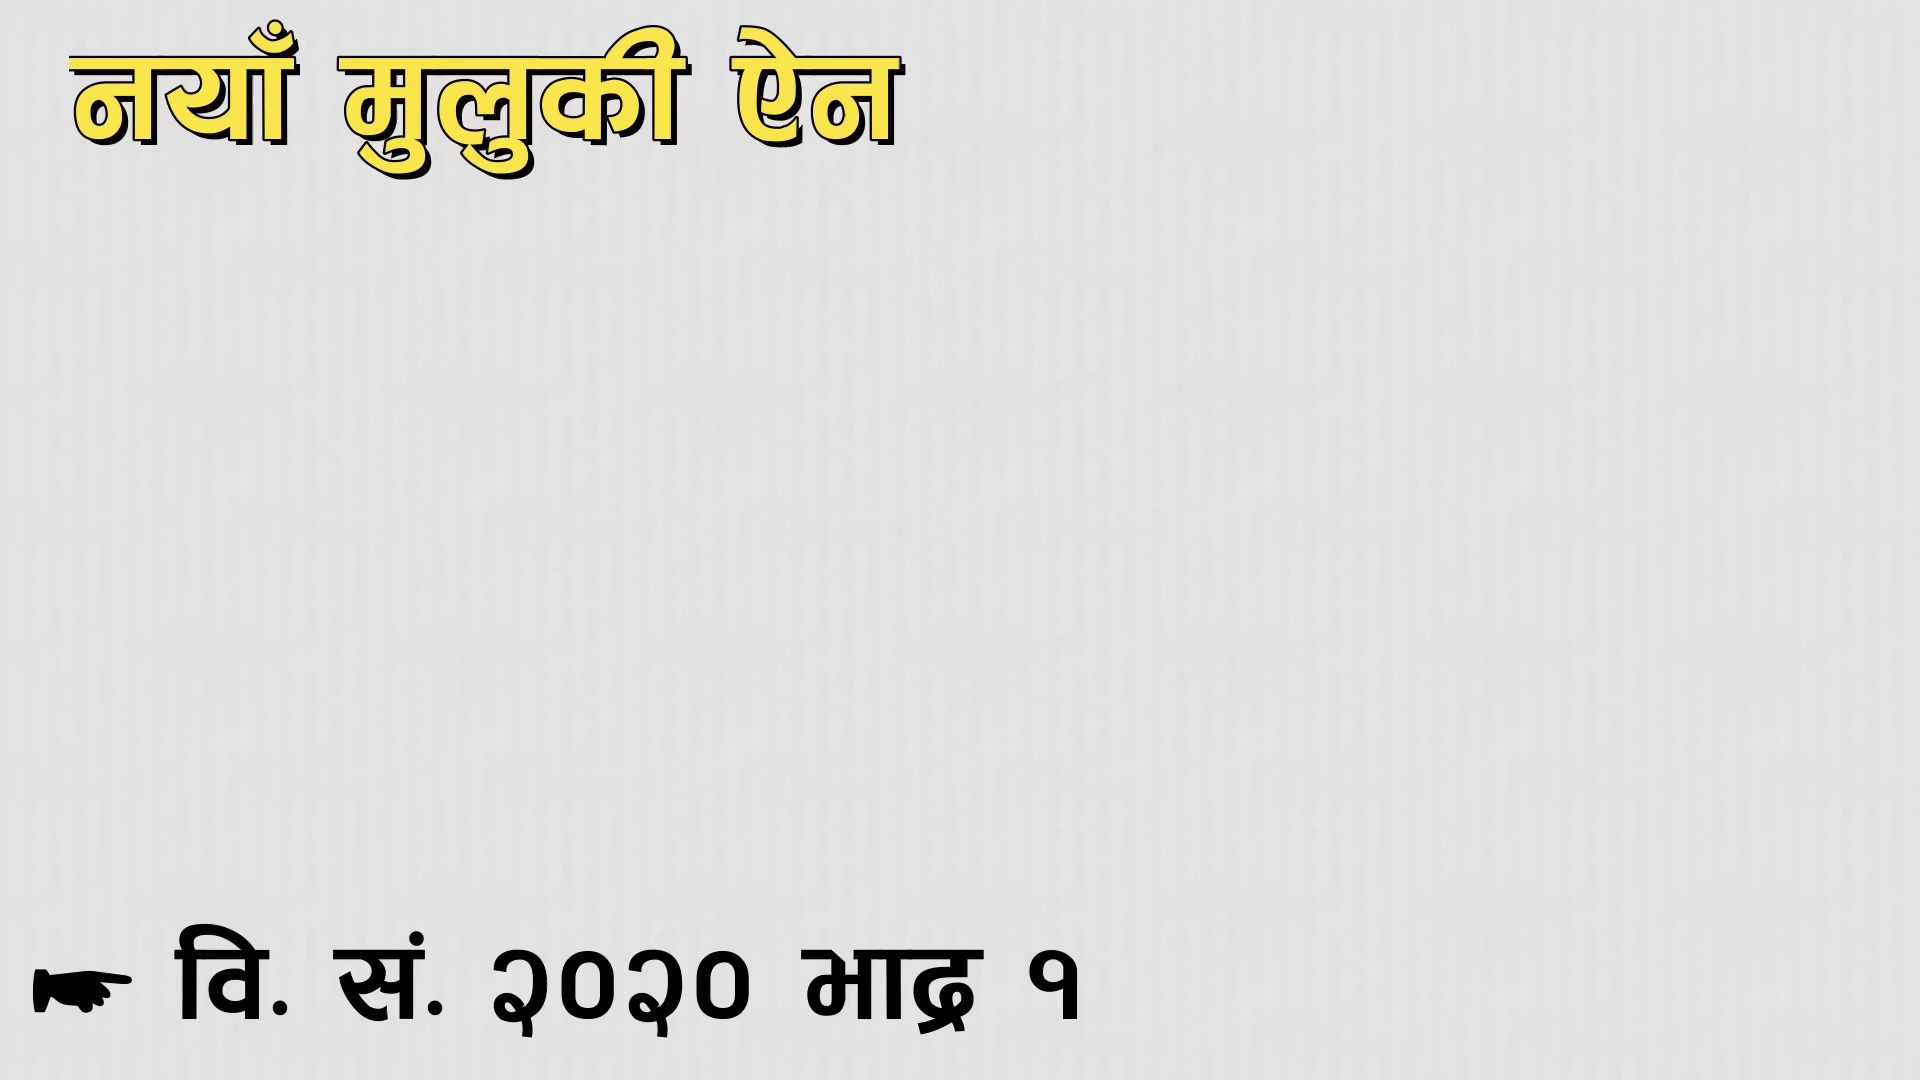 नयाँ मुलुकी ऐन
☛ वि. सं. २०२० भाद्र १